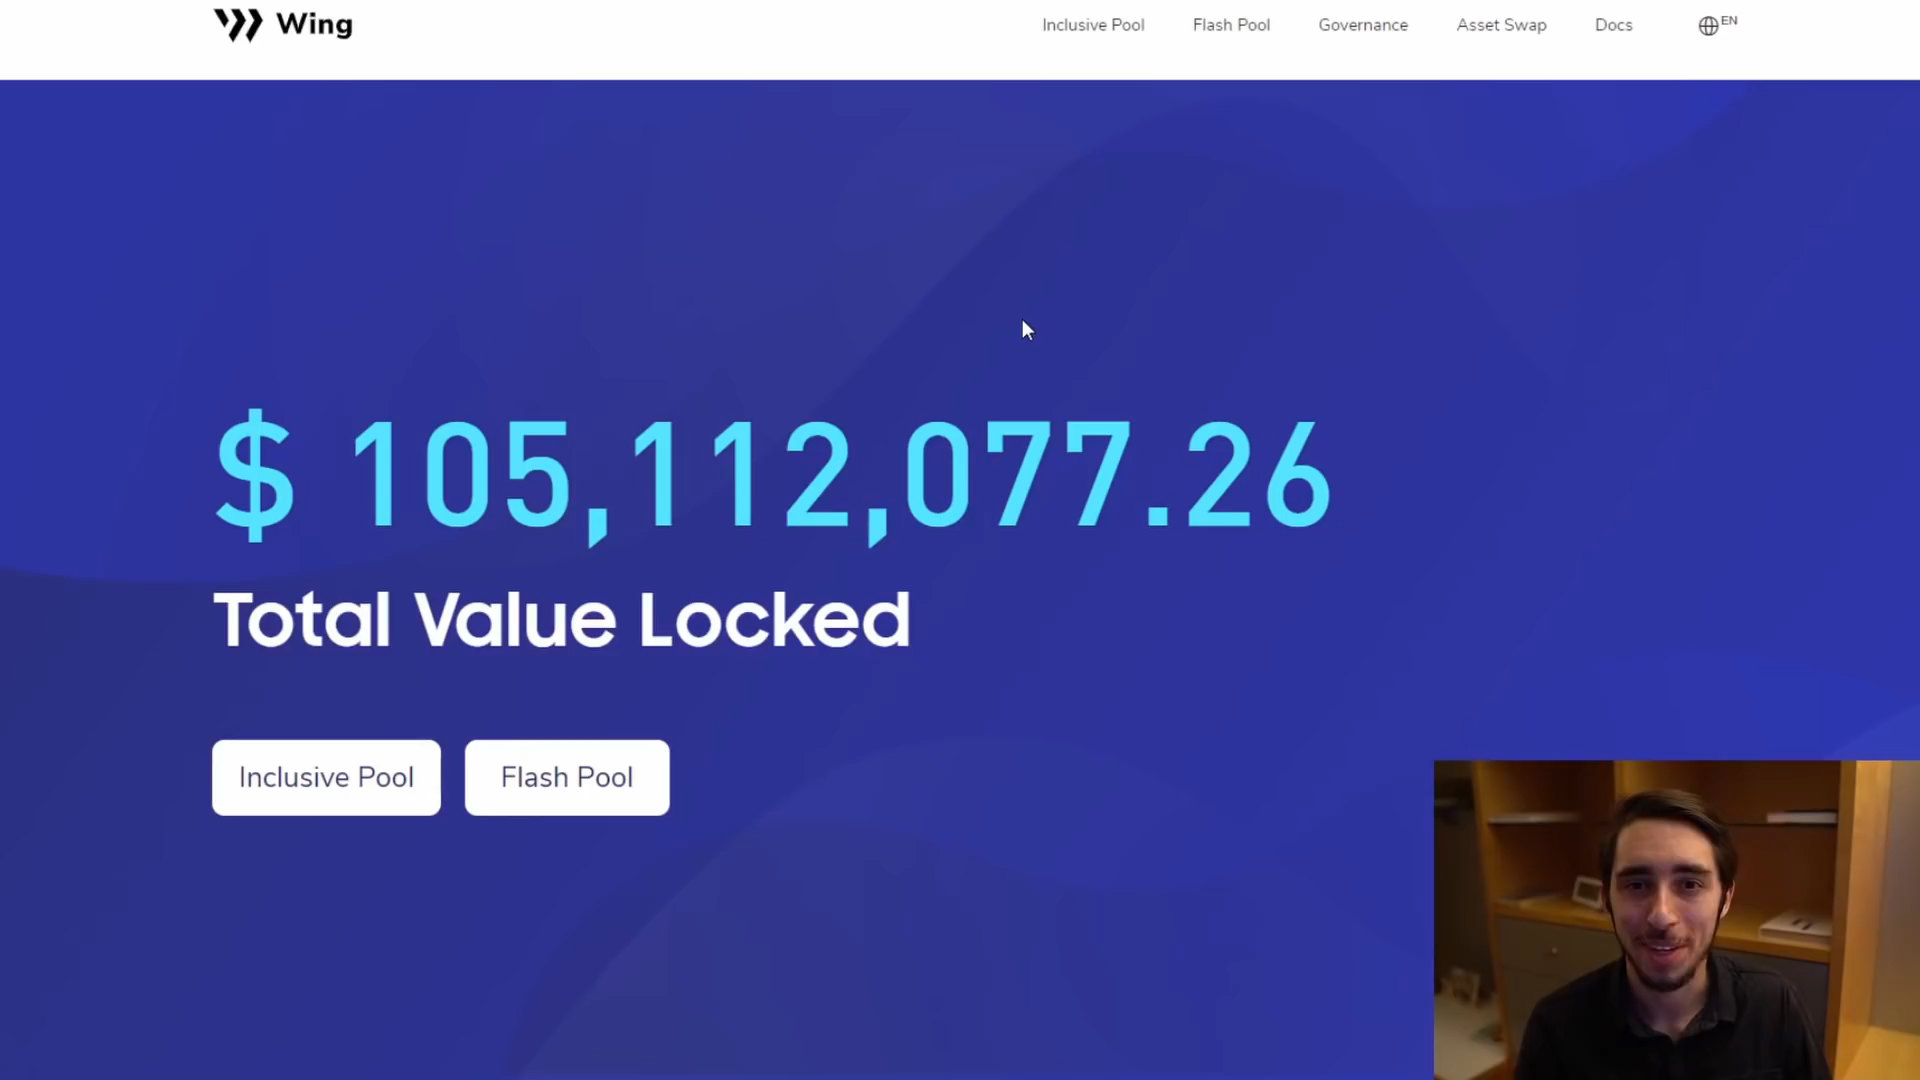 Wing
Inclusive Pool
Flash Pool
Governance
Asset Swap
Docs
EN
$ 105,112,077.26
Total Value Locked
Inclusive Pool
Flash Pool